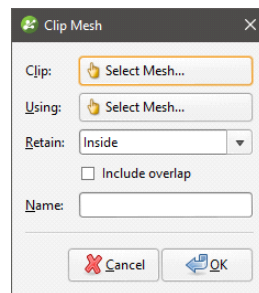 Clip Mesh
Clip: Select Mesh...
Using: Select Mesh...
Retain: Inside
Include overlap
Name:
Cancel OK